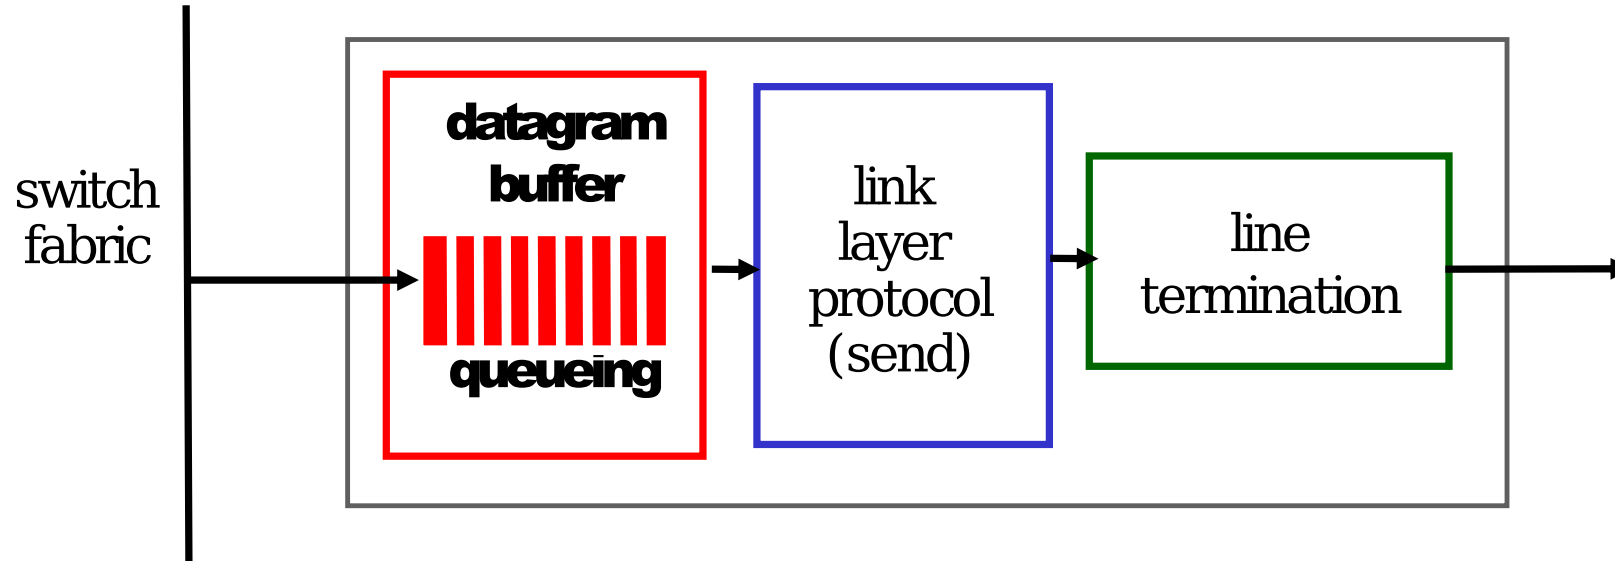 switch
fabric
datagram
buffer
queueing
link
layer
protocol
(send)
line
termination